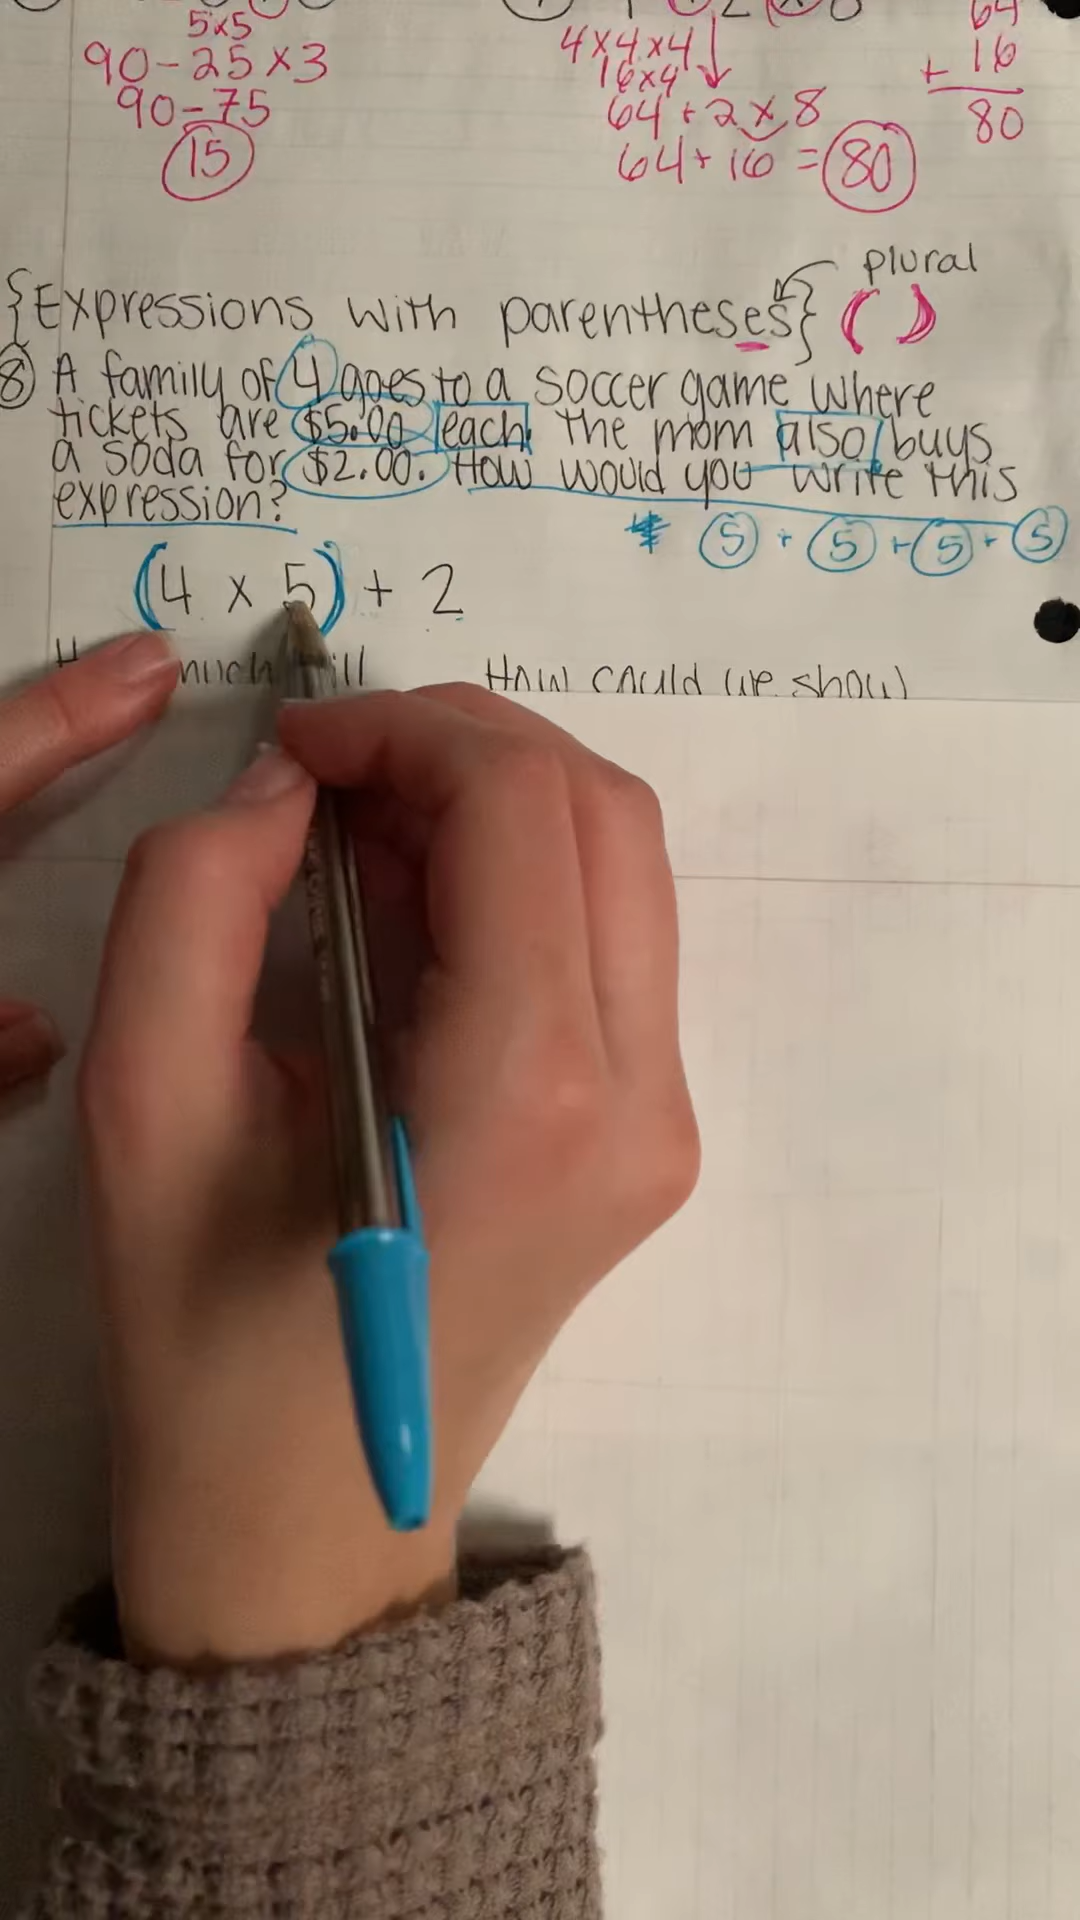 5x5
90-25x3
90-75
15
4x4x4
16x4
64+2x8
64+16=80
64
+16
80
plural
{Expressions with parentheses} ( )
8 A family of 4 goes to a soccer game where
tickets are $5.00 each. The mom also buys
a soda for $2.00. How would you write this
expression?
5 + 5 + 5 + 5
(4 x 5) + 2
much
How could we show